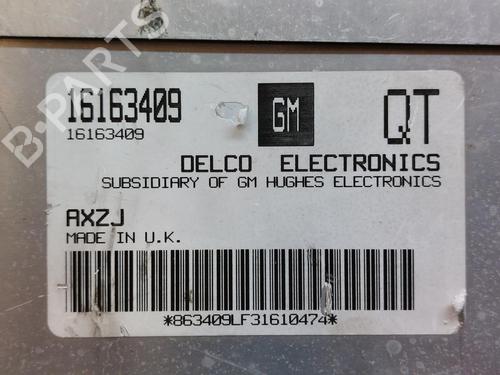 16163409
16163409
GM
QT
DELCO ELECTRONICS
SUBSIDIARY OF GM HUGHES ELECTRONICS
AXZJ
MADE IN U.K.
*863409LF31610474*
B-PARTS